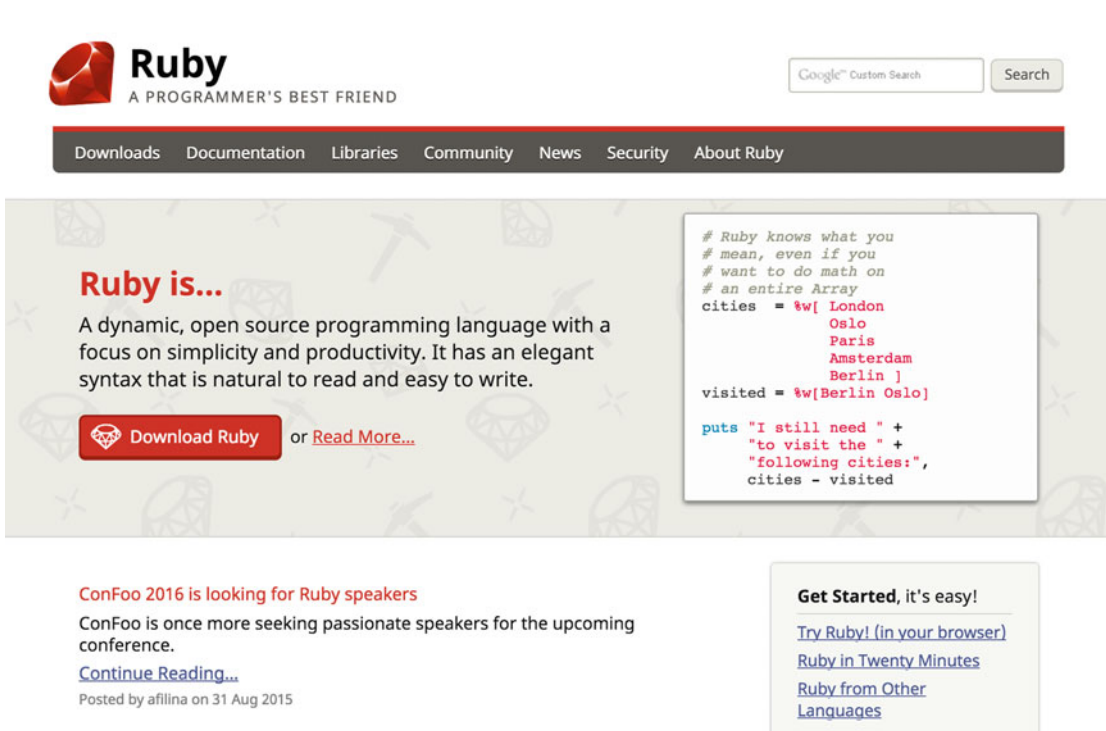 Ruby
A PROGRAMMER'S BEST FRIEND
Google™ Custom Search
Search
Downloads Documentation Libraries Community News Security About Ruby
Ruby is...
A dynamic, open source programming language with a
focus on simplicity and productivity. It has an elegant
syntax that is natural to read and easy to write.
Download Ruby or Read More...
# Ruby knows what you
# mean, even if you
# want to do math on
# an entire Array
cities  = %w[ London
              Oslo
              Paris
              Amsterdam
              Berlin ]
visited = %w[Berlin Oslo]
puts "I still need " +
     "to visit the " +
     "following cities:",
     cities - visited
ConFoo 2016 is looking for Ruby speakers
ConFoo is once more seeking passionate speakers for the upcoming
conference.
Continue Reading...
Posted by afilina on 31 Aug 2015
Get Started, it's easy!
Try Ruby! (in your browser)
Ruby in Twenty Minutes
Ruby from Other
Languages